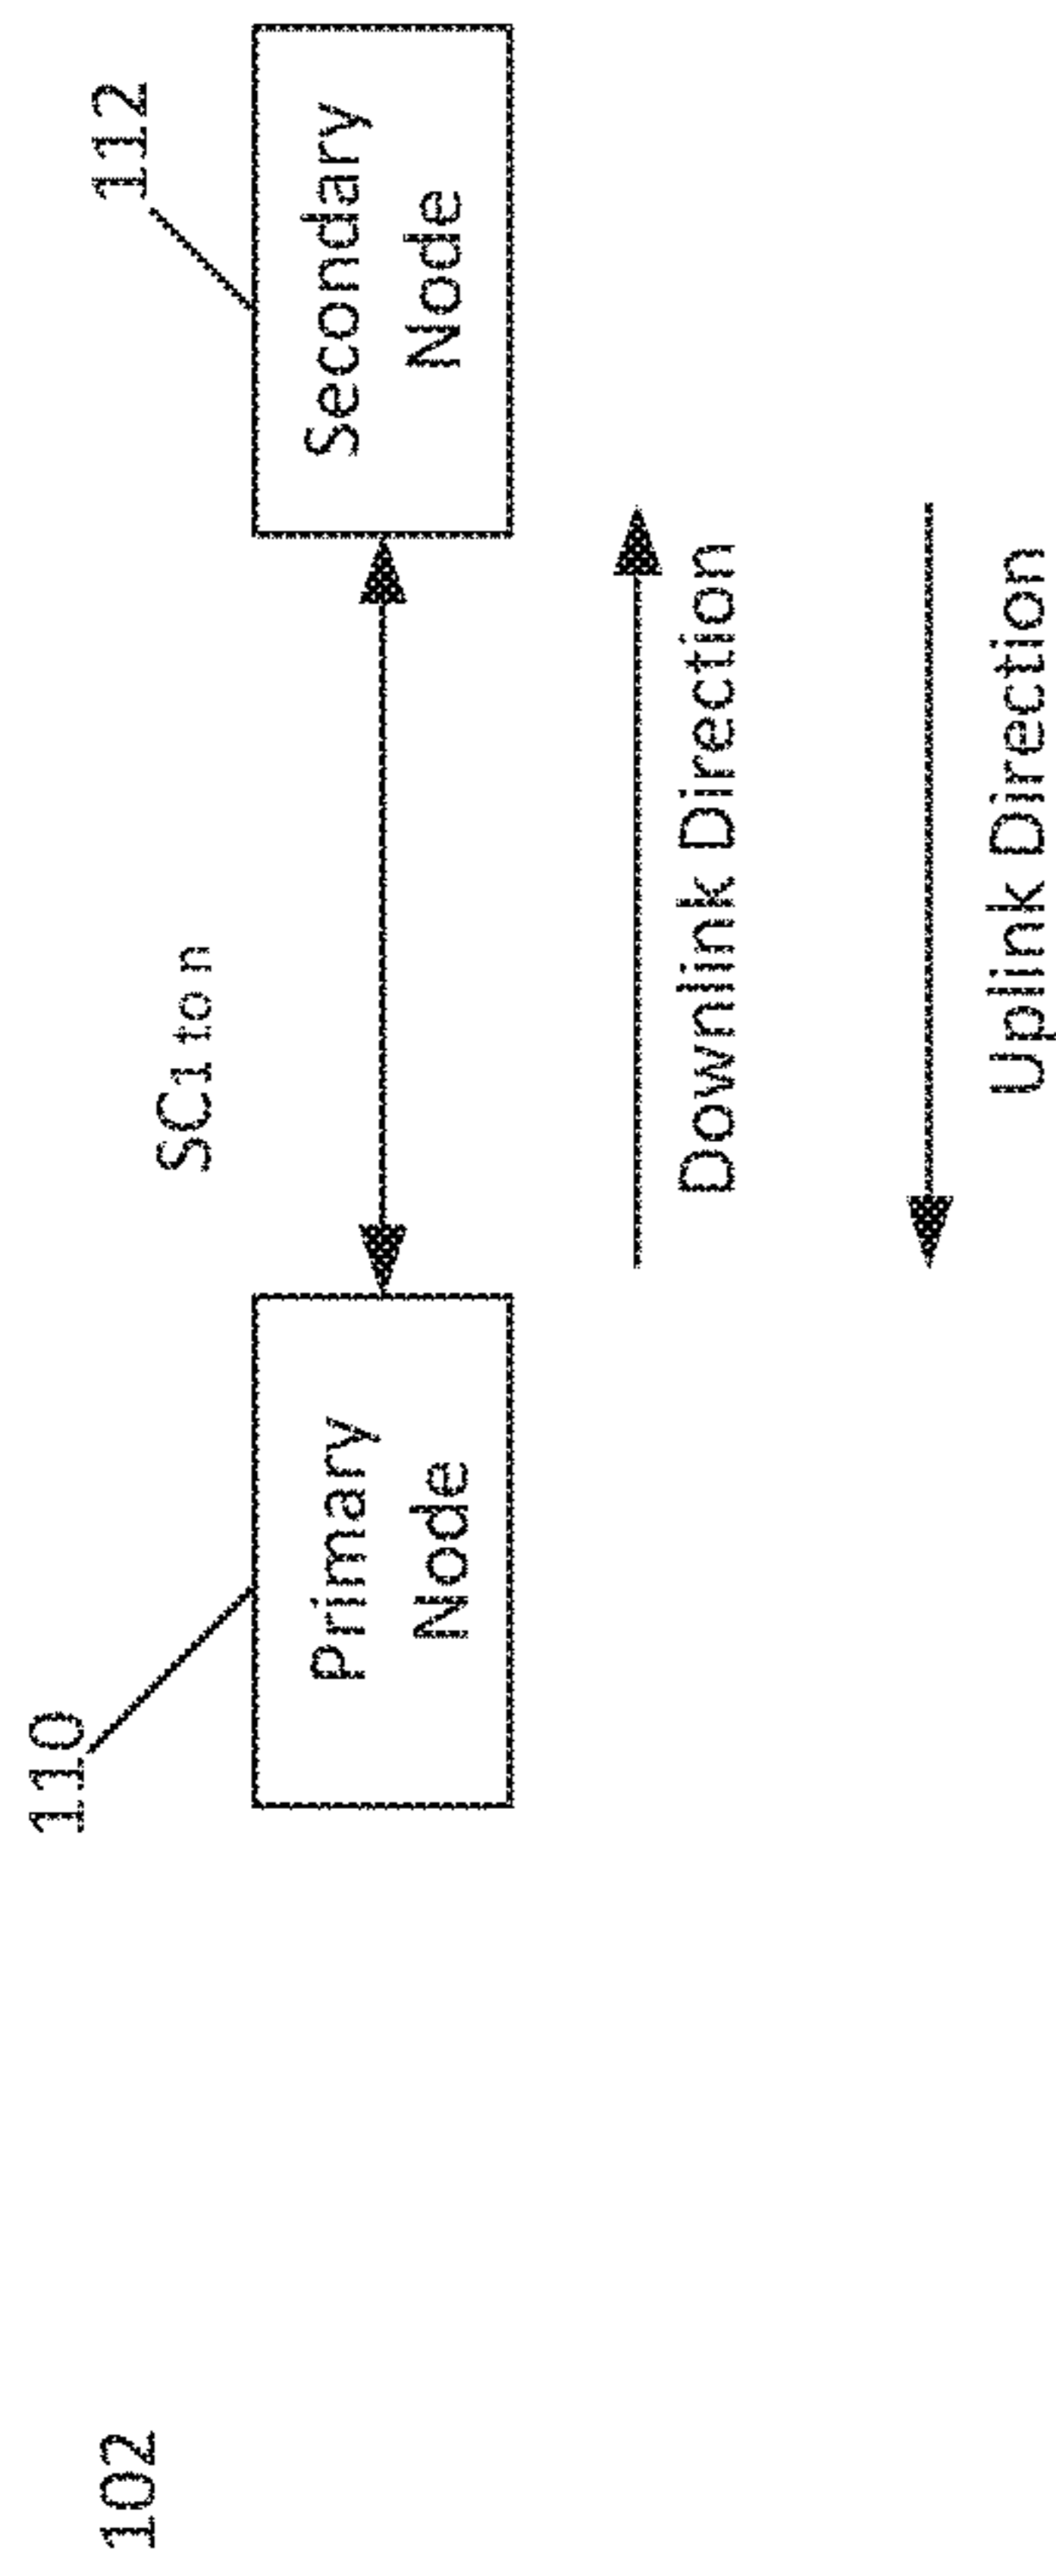 102
110
SC1 to n
112
Primary
Node
Secondary
Node
Downlink Direction
Uplink Direction